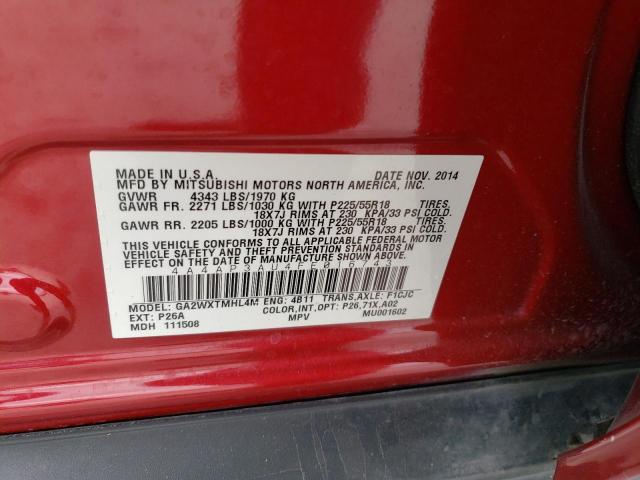 MADE IN U.S.A. DATE NOV. 2014
MFD BY MITSUBISHI MOTORS NORTH AMERICA, INC.
GVWR 4343 LBS/1970 KG
GAWR FR. 2271 LBS/1030 KG WITH P225/55R18 TIRES,
18X7J RIMS AT 230 KPA/33 PSI COLD.
GAWR RR. 2205 LBS/1000 KG WITH P225/55R18 TIRES,
18X7J RIMS AT 230 KPA/33 PSI COLD.
THIS VEHICLE CONFORMS TO ALL APPLICABLE FEDERAL MOTOR
VEHICLE SAFETY AND THEFT PREVENTION STANDARDS IN
EFFECT ON THE DATE OF MANUFACTURE SHOWN ABOVE.
4A4AP3AU4FE016743
MODEL: GA2WXTMHL4M ENG: 4B11 TRANS,AXLE: F1CJC
EXT: P26A COLOR,INT,OPT: P26,71X,A02
MDH 111508 MPV MU001602